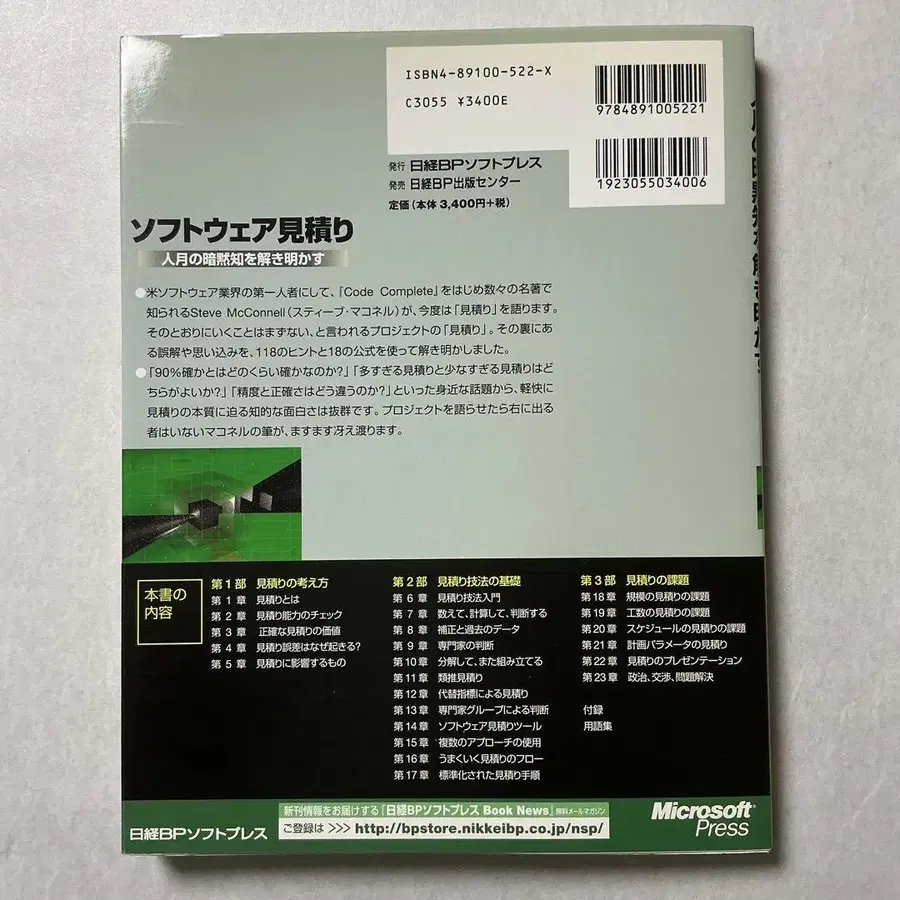 ISBN4-89100-522-X
C3055 ¥3400E
9784891005221
1923055034006
発行 日経BPソフトプレス
発売 日経BP出版センター
定価（本体 3,400円＋税）
ソフトウェア見積り
人月の暗黙知を解き明かす
●米ソフトウェア業界の第一人者にして、「Code Complete」をはじめ数々の名著で
知られるSteve McConnell（スティーブ・マコネル）が、今度は「見積り」を語ります。
そのとおりにいくことはまずない、と言われるプロジェクトの「見積り」。その裏に
ある誤解や思い込みを、118のヒントと18の公式を使って解き明かしました。
●「90％確かとはどのくらい確かなのか？」「多すぎる見積りと少なすぎる見積りはど
ちらがよいか？」「精度と正確さはどう違うのか？」といった身近な話題から、軽快に
見積りの本質に迫る知的な面白さは抜群です。プロジェクトを語らせたら右に出る
者はいないマコネルの筆が、ますます冴え渡ります。
本書の
内容
第1部 見積りの考え方
第1章 見積りとは
第2章 見積り能力のチェック
第3章 正確な見積りの価値
第4章 見積り誤差はなぜ起きる？
第5章 見積りに影響するもの
第2部 見積り技法の基礎
第6章 見積り技法入門
第7章 数えて、計算して、判断する
第8章 補正と過去のデータ
第9章 専門家の判断
第10章 分解して、また組み立てる
第11章 類推見積り
第12章 代替指標による見積り
第13章 専門家グループによる判断
第14章 ソフトウェア見積りツール
第15章 複数のアプローチの使用
第16章 うまくいく見積りのフロー
第17章 標準化された見積り手順
第3部 見積りの課題
第18章 規模の見積りの課題
第19章 工数の見積りの課題
第20章 スケジュールの見積りの課題
第21章 計画パラメータの見積り
第22章 見積りのプレゼンテーション
第23章 政治、交渉、問題解決
付録
用語集
日経BPソフトプレス
新刊情報をお届けする「日経BPソフトプレス Book News」無料メールマガジン
ご登録は >>> http://bpstore.nikkeibp.co.jp/nsp/
Microsoft
Press